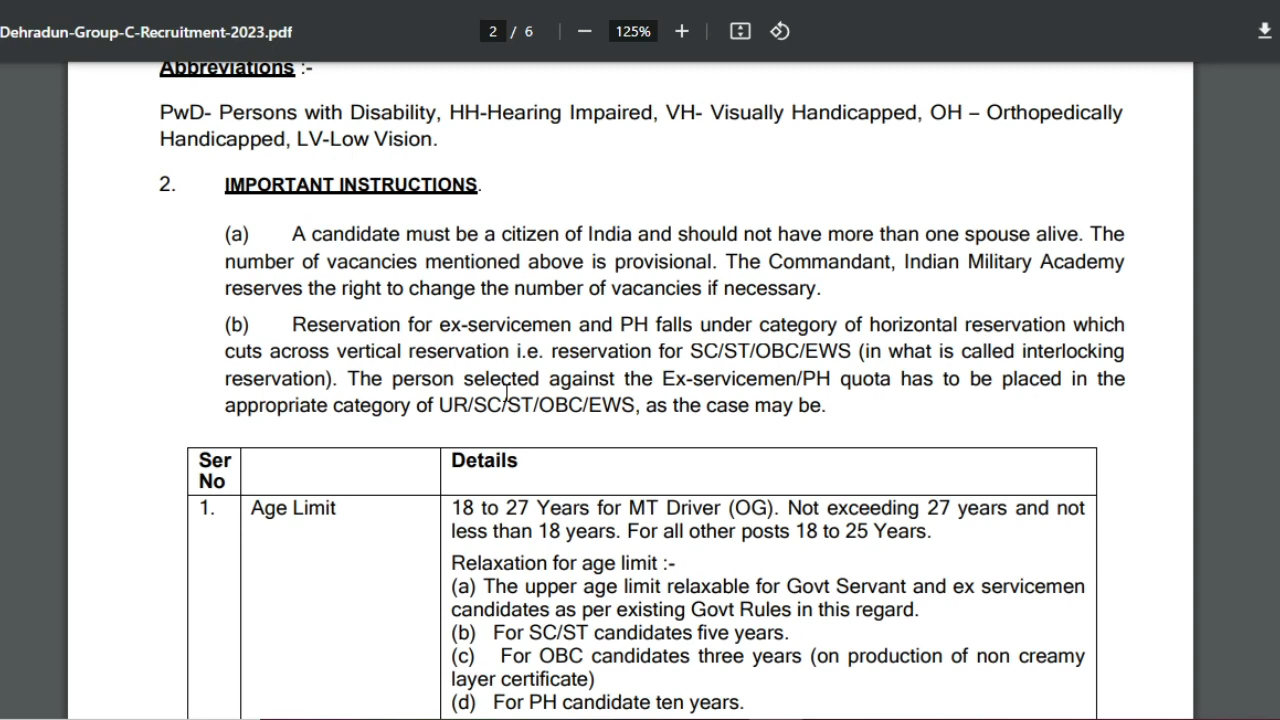 Dehradun-Group-C-Recruitment-2023.pdf
2 / 6
125%
Abbreviations :-
PwD- Persons with Disability, HH-Hearing Impaired, VH- Visually Handicapped, OH – Orthopedically
Handicapped, LV-Low Vision.
2. IMPORTANT INSTRUCTIONS.
(a) A candidate must be a citizen of India and should not have more than one spouse alive. The
number of vacancies mentioned above is provisional. The Commandant, Indian Military Academy
reserves the right to change the number of vacancies if necessary.
(b) Reservation for ex-servicemen and PH falls under category of horizontal reservation which
cuts across vertical reservation i.e. reservation for SC/ST/OBC/EWS (in what is called interlocking
reservation). The person selected against the Ex-servicemen/PH quota has to be placed in the
appropriate category of UR/SC/ST/OBC/EWS, as the case may be.
Ser
No
Details
1. Age Limit
18 to 27 Years for MT Driver (OG). Not exceeding 27 years and not
less than 18 years. For all other posts 18 to 25 Years.
Relaxation for age limit :-
(a) The upper age limit relaxable for Govt Servant and ex servicemen
candidates as per existing Govt Rules in this regard.
(b) For SC/ST candidates five years.
(c) For OBC candidates three years (on production of non creamy
layer certificate)
(d) For PH candidate ten years.